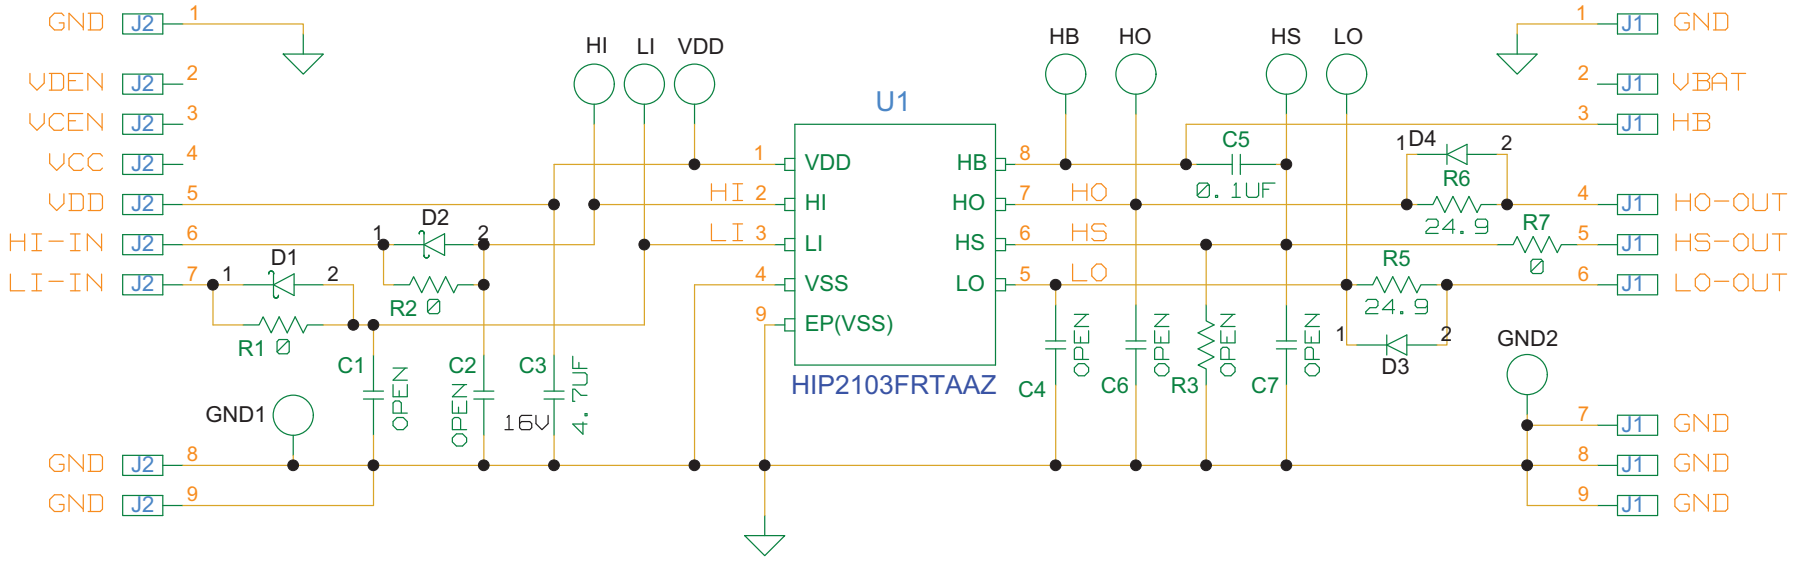 GND J2 1
VDEN J2 2
VCEN J2 3
VCC J2 4
VDD J2 5
HI-IN J2 6
LI-IN J2 7
GND J2 8
GND J2 9
1 D1 2
R1 0
1 D2 2
R2 0
C1 OPEN
C2 OPEN
C3 4.7UF
16V
GND1
HI LI VDD
HI
LI
U1
1 VDD
2 HI
3 LI
4 VSS
9 EP(VSS)
HB 8
HO 7
HS 6
LO 5
HIP2103FRTAAZ
HB HO HS LO
HO
HS
LO
C5
0.1UF
1 D4 2
R6
24.9
R7
0
R5
24.9
1 D3 2
C4 OPEN
C6 OPEN
R3 OPEN
C7 OPEN
GND2
1 J1 GND
2 J1 VBAT
3 J1 HB
4 J1 HO-OUT
5 J1 HS-OUT
6 J1 LO-OUT
7 J1 GND
8 J1 GND
9 J1 GND